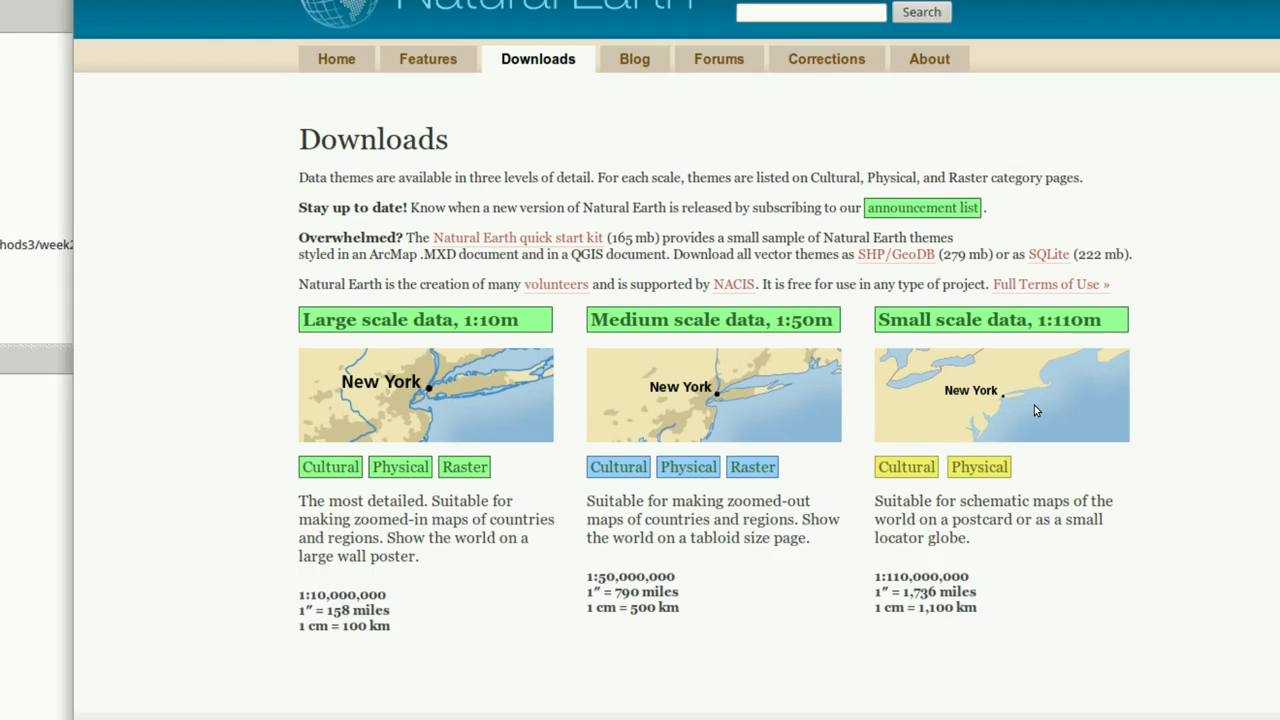 Natural Earth
Search
Home Features Downloads Blog Forums Corrections About
Downloads
Data themes are available in three levels of detail. For each scale, themes are listed on Cultural, Physical, and Raster category pages.
Stay up to date! Know when a new version of Natural Earth is released by subscribing to our announcement list .
Overwhelmed? The Natural Earth quick start kit (165 mb) provides a small sample of Natural Earth themes
styled in an ArcMap .MXD document and in a QGIS document. Download all vector themes as SHP/GeoDB (279 mb) or as SQLite (222 mb).
hods3/week2
Natural Earth is the creation of many volunteers and is supported by NACIS. It is free for use in any type of project. Full Terms of Use »
Large scale data, 1:10m
New York
Cultural Physical Raster
The most detailed. Suitable for
making zoomed-in maps of countries
and regions. Show the world on a
large wall poster.
1:10,000,000
1″ = 158 miles
1 cm = 100 km
Medium scale data, 1:50m
New York
Cultural Physical Raster
Suitable for making zoomed-out
maps of countries and regions. Show
the world on a tabloid size page.
1:50,000,000
1″ = 790 miles
1 cm = 500 km
Small scale data, 1:110m
New York
Cultural Physical
Suitable for schematic maps of the
world on a postcard or as a small
locator globe.
1:110,000,000
1″ = 1,736 miles
1 cm = 1,100 km